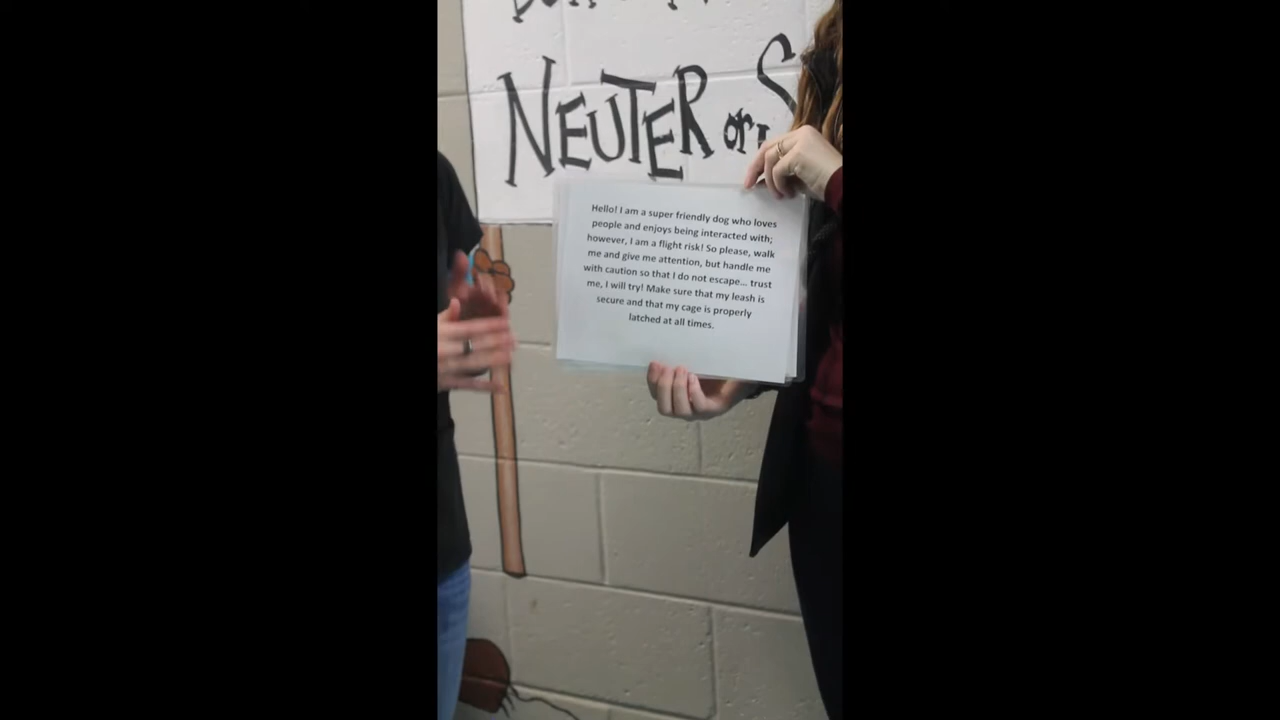 NEUTER or
Hello! I am a super friendly dog who loves
people and enjoys being interacted with;
however, I am a flight risk! So please, walk
me and give me attention, but handle me
with caution so that I do not escape... trust
me, I will try! Make sure that my leash is
secure and that my cage is properly
latched at all times.